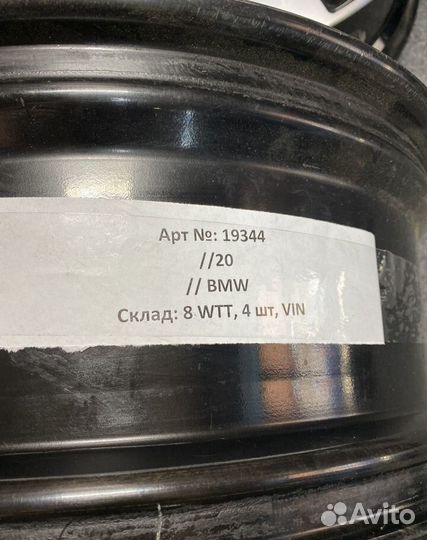 Арт №: 19344
//20
// BMW
Склад: 8 WTT, 4 шт, VIN
Avito